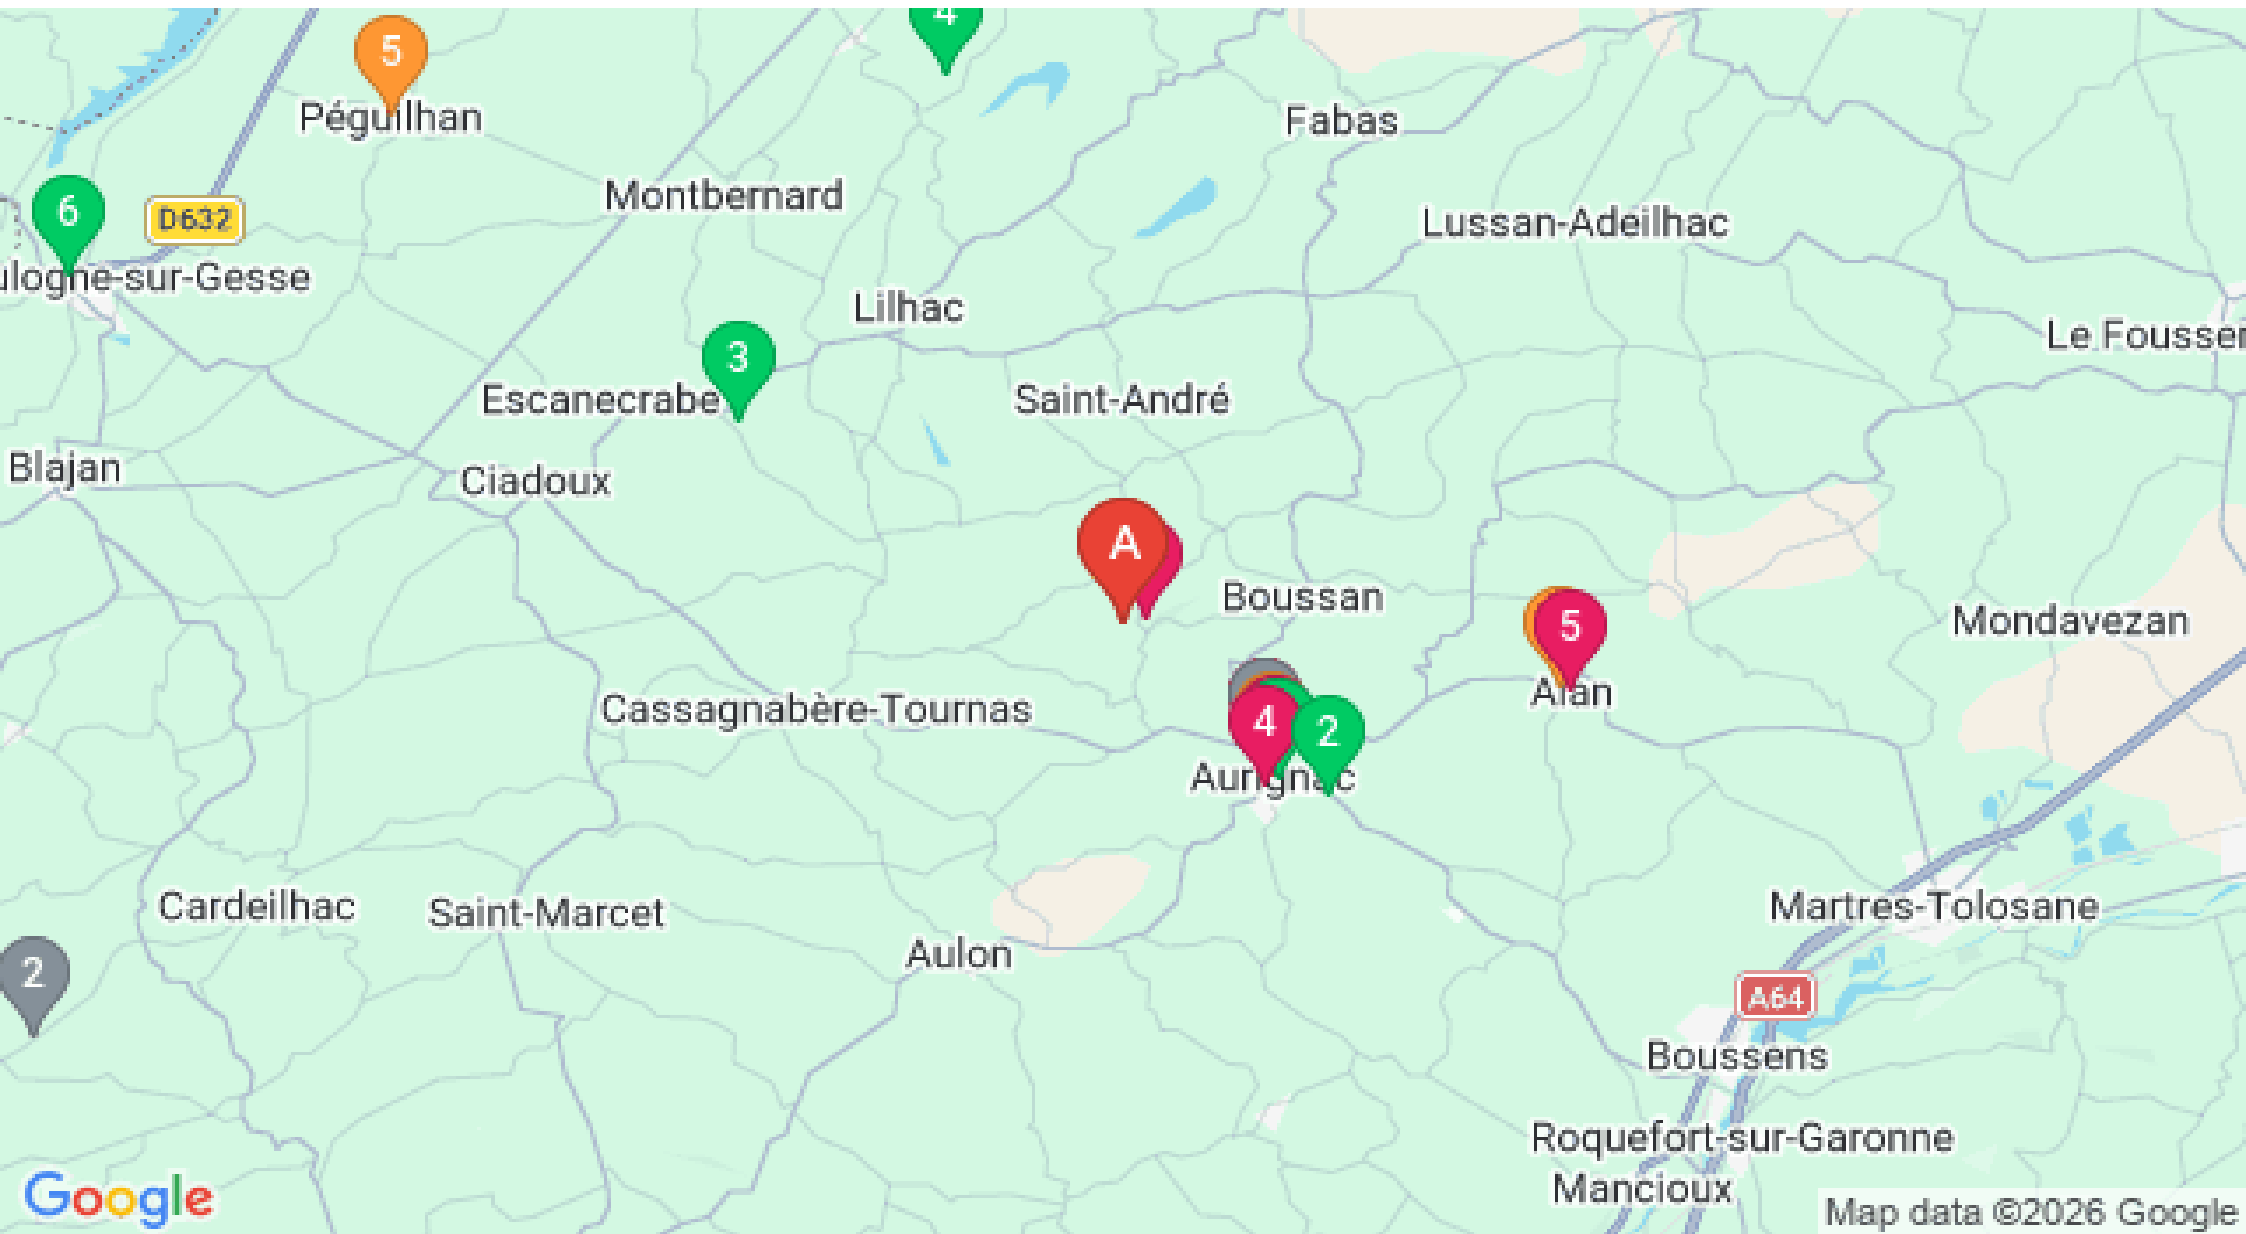 4
5
Péguilhan
Fabas
Montbernard
6
D632
Lussan-Adeilhac
ulogne-sur-Gesse
Lilhac
Le Fousser
3
Escanecrabe
Saint-André
Blajan
Ciadoux
A
Boussan
5
Mondavezan
Alan
Cassagnabère-Tournas
4
2
Aurignac
Cardeilhac
Saint-Marcet
Martres-Tolosane
Aulon
2
A64
Boussens
Roquefort-sur-Garonne
Mancioux
Google
Map data ©2026 Google